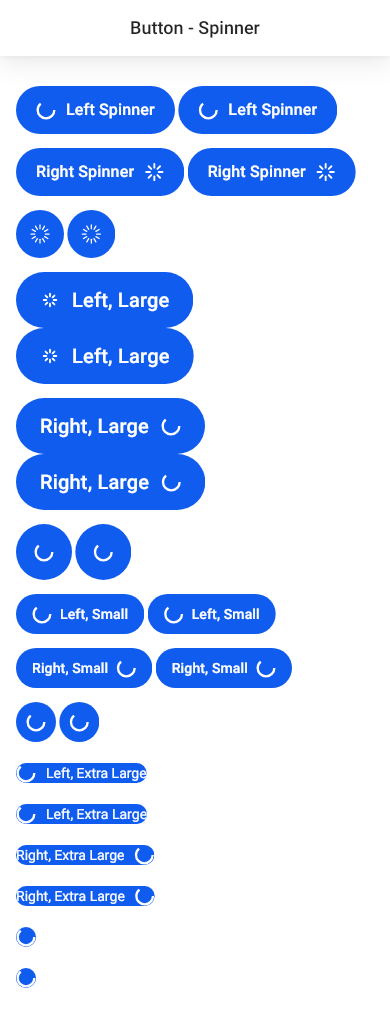 Button - Spinner
Left Spinner Left Spinner
Right Spinner Right Spinner
Left, Large
Left, Large
Right, Large
Right, Large
Left, Small Left, Small
Right, Small Right, Small
Left, Extra Large
Left, Extra Large
Right, Extra Large
Right, Extra Large